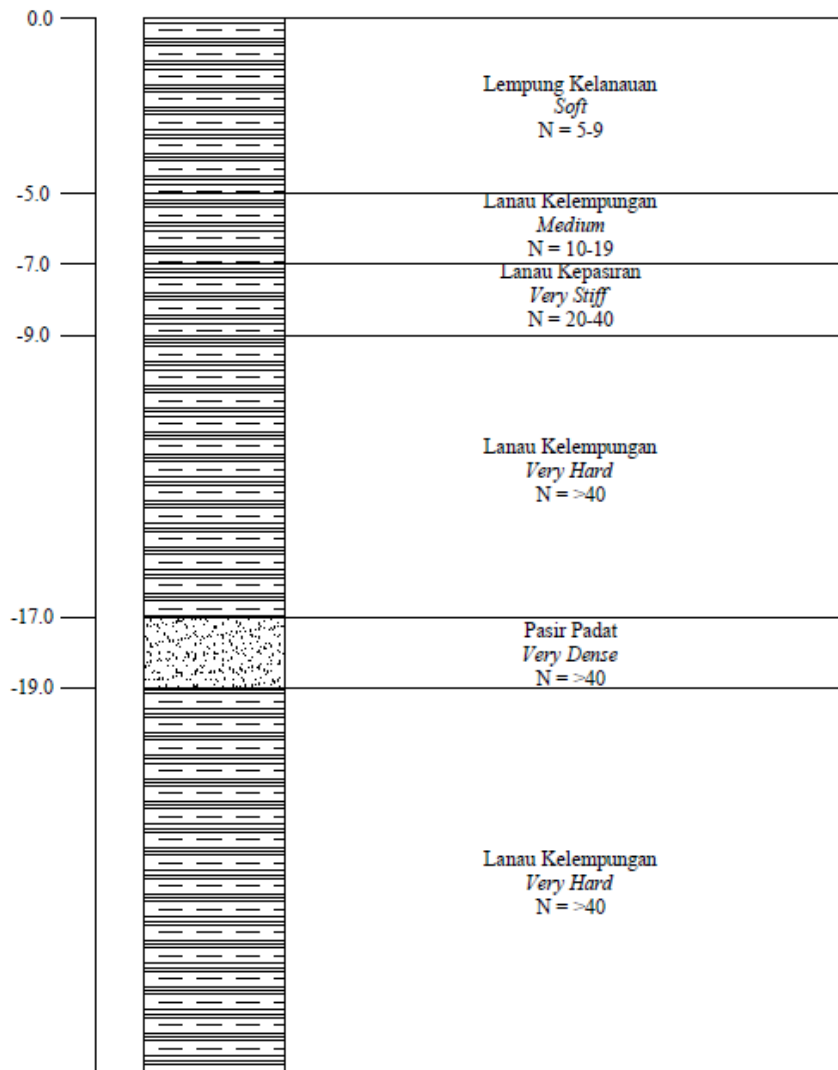 0.0
Lempung Kelanauan
Soft
N = 5-9
-5.0
Lanau Kelempungan
Medium
N = 10-19
-7.0
Lanau Kepasiran
Very Stiff
N = 20-40
-9.0
Lanau Kelempungan
Very Hard
N = >40
-17.0
Pasir Padat
Very Dense
N = >40
-19.0
Lanau Kelempungan
Very Hard
N = >40